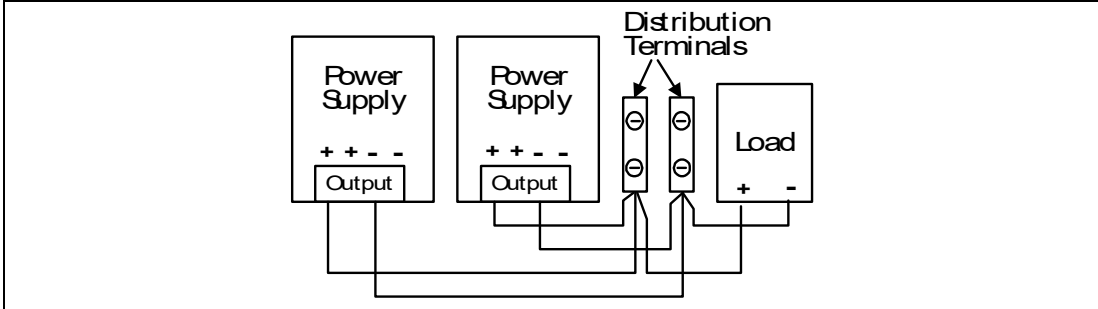 Distribution
Terminals
Power
Supply
+ + - -
Output
Power
Supply
+ + - -
Output
Load
+ -